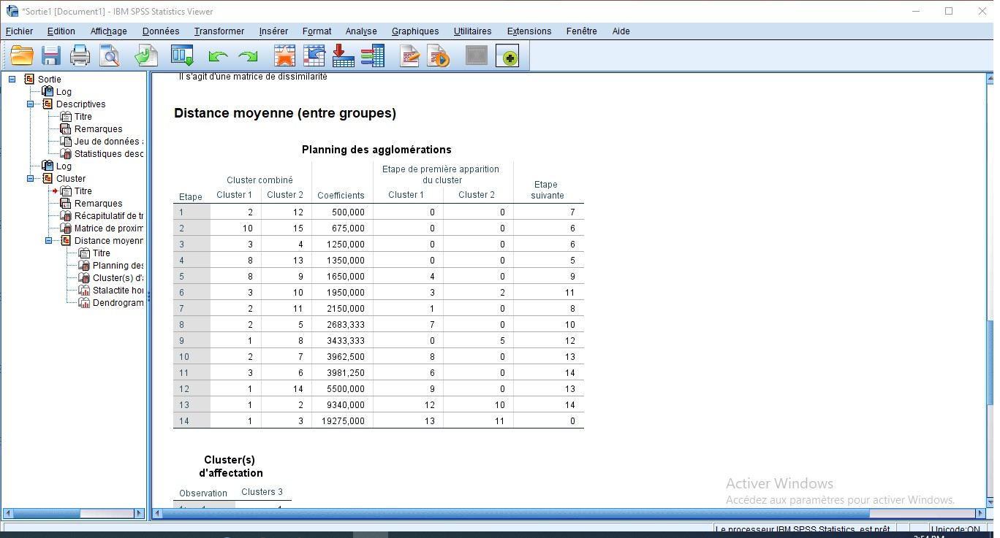 *Sortie1 [Document1] - IBM SPSS Statistics Viewer
Fichier Edition Affichage Données Transformer Insérer Format Analyse Graphiques Utilitaires Extensions Fenêtre Aide
Sortie
Log
Descriptives
Titre
Remarques
Jeu de données
Statistiques desc
Log
Cluster
Titre
Remarques
Récapitulatif de tr
Matrice de proxim
Distance moyenn
Titre
Planning des
Cluster(s) d'
Stalactite hor
Dendrogram
Il s'agit d'une matrice de dissimilarité
Distance moyenne (entre groupes)
Planning des agglomérations
Etape Cluster combiné Coefficients Etape de première apparition du cluster Etape suivante
Cluster 1 Cluster 2 Cluster 1 Cluster 2
1 2 12 500,000 0 0 7
2 10 15 675,000 0 0 6
3 3 4 1250,000 0 0 6
4 8 13 1350,000 0 0 5
5 8 9 1650,000 4 0 9
6 3 10 1950,000 3 2 11
7 2 11 2150,000 1 0 8
8 2 5 2683,333 7 0 10
9 1 8 3433,333 0 5 12
10 2 7 3962,500 8 0 13
11 3 6 3981,250 6 0 14
12 1 14 5500,000 9 0 13
13 1 2 9340,000 12 10 14
14 1 3 19275,000 13 11 0
Cluster(s)
d'affectation
Observation Clusters 3
Activer Windows
Accédez aux paramètres pour activer Windows.
Le processeur IBM SPSS Statistics est prêt
Unicode:ON
3:54 PM